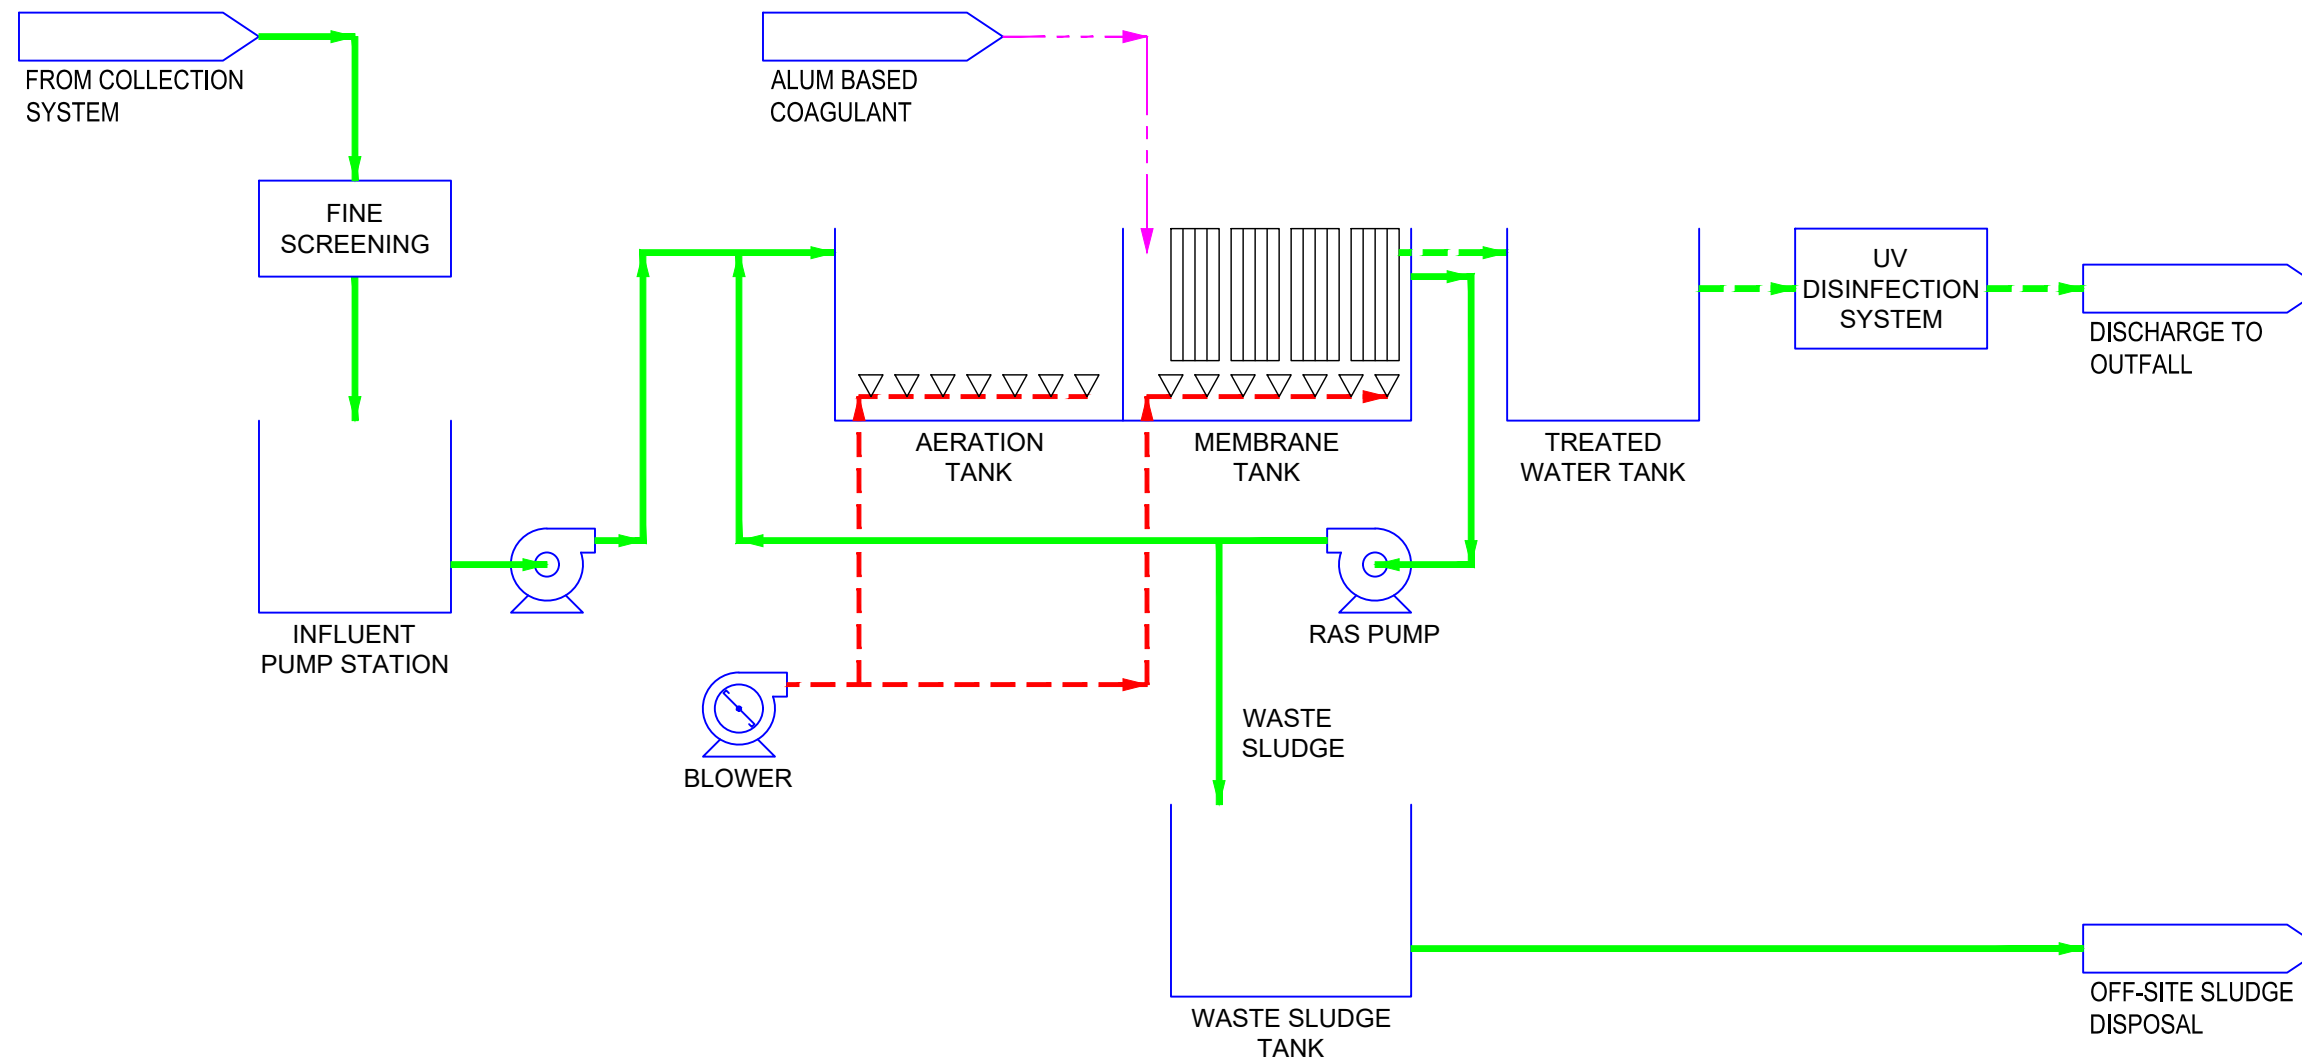 FROM COLLECTION
SYSTEM
ALUM BASED
COAGULANT
FINE
SCREENING
UV
DISINFECTION
SYSTEM
DISCHARGE TO
OUTFALL
AERATION
TANK
MEMBRANE
TANK
TREATED
WATER TANK
INFLUENT
PUMP STATION
RAS PUMP
BLOWER
WASTE
SLUDGE
WASTE SLUDGE
TANK
OFF-SITE SLUDGE
DISPOSAL